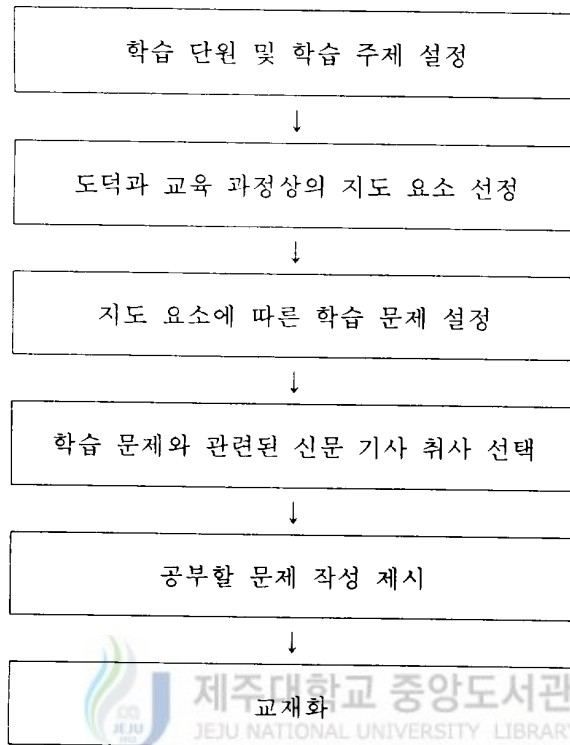 학습 단원 및 학습 주제 설정
↓
도덕과 교육 과정상의 지도 요소 선정
↓
지도 요소에 따른 학습 문제 설정
↓
학습 문제와 관련된 신문 기사 취사 선택
↓
공부할 문제 작성 제시
↓
교재화
제주대학교 중앙도서관
JEJU NATIONAL UNIVERSITY LIBRARY
JEJU
1952